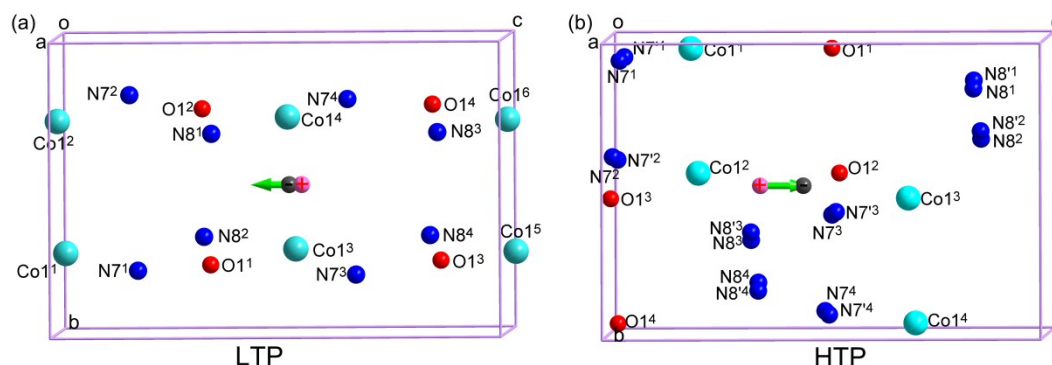 (a)
o
c
a
N7²
O1²
N7⁴
O1⁴
Co1⁶
Co1²
N8¹
Co1⁴
N8³
−
+
N8²
N8⁴
Co1⁵
Co1¹
N7¹
O1¹
Co1³
N7³
O1³
b
LTP
(b)
o
a
N7'¹
N7¹
Co1¹
O1¹
N8'¹
N8¹
N8'²
N8²
N7'²
N7²
Co1²
O1²
+
−
O1³
Co1³
N7'³
N7³
N8'³
N8³
N8⁴
N8'⁴
N7⁴
N7'⁴
O1⁴
Co1⁴
b
HTP